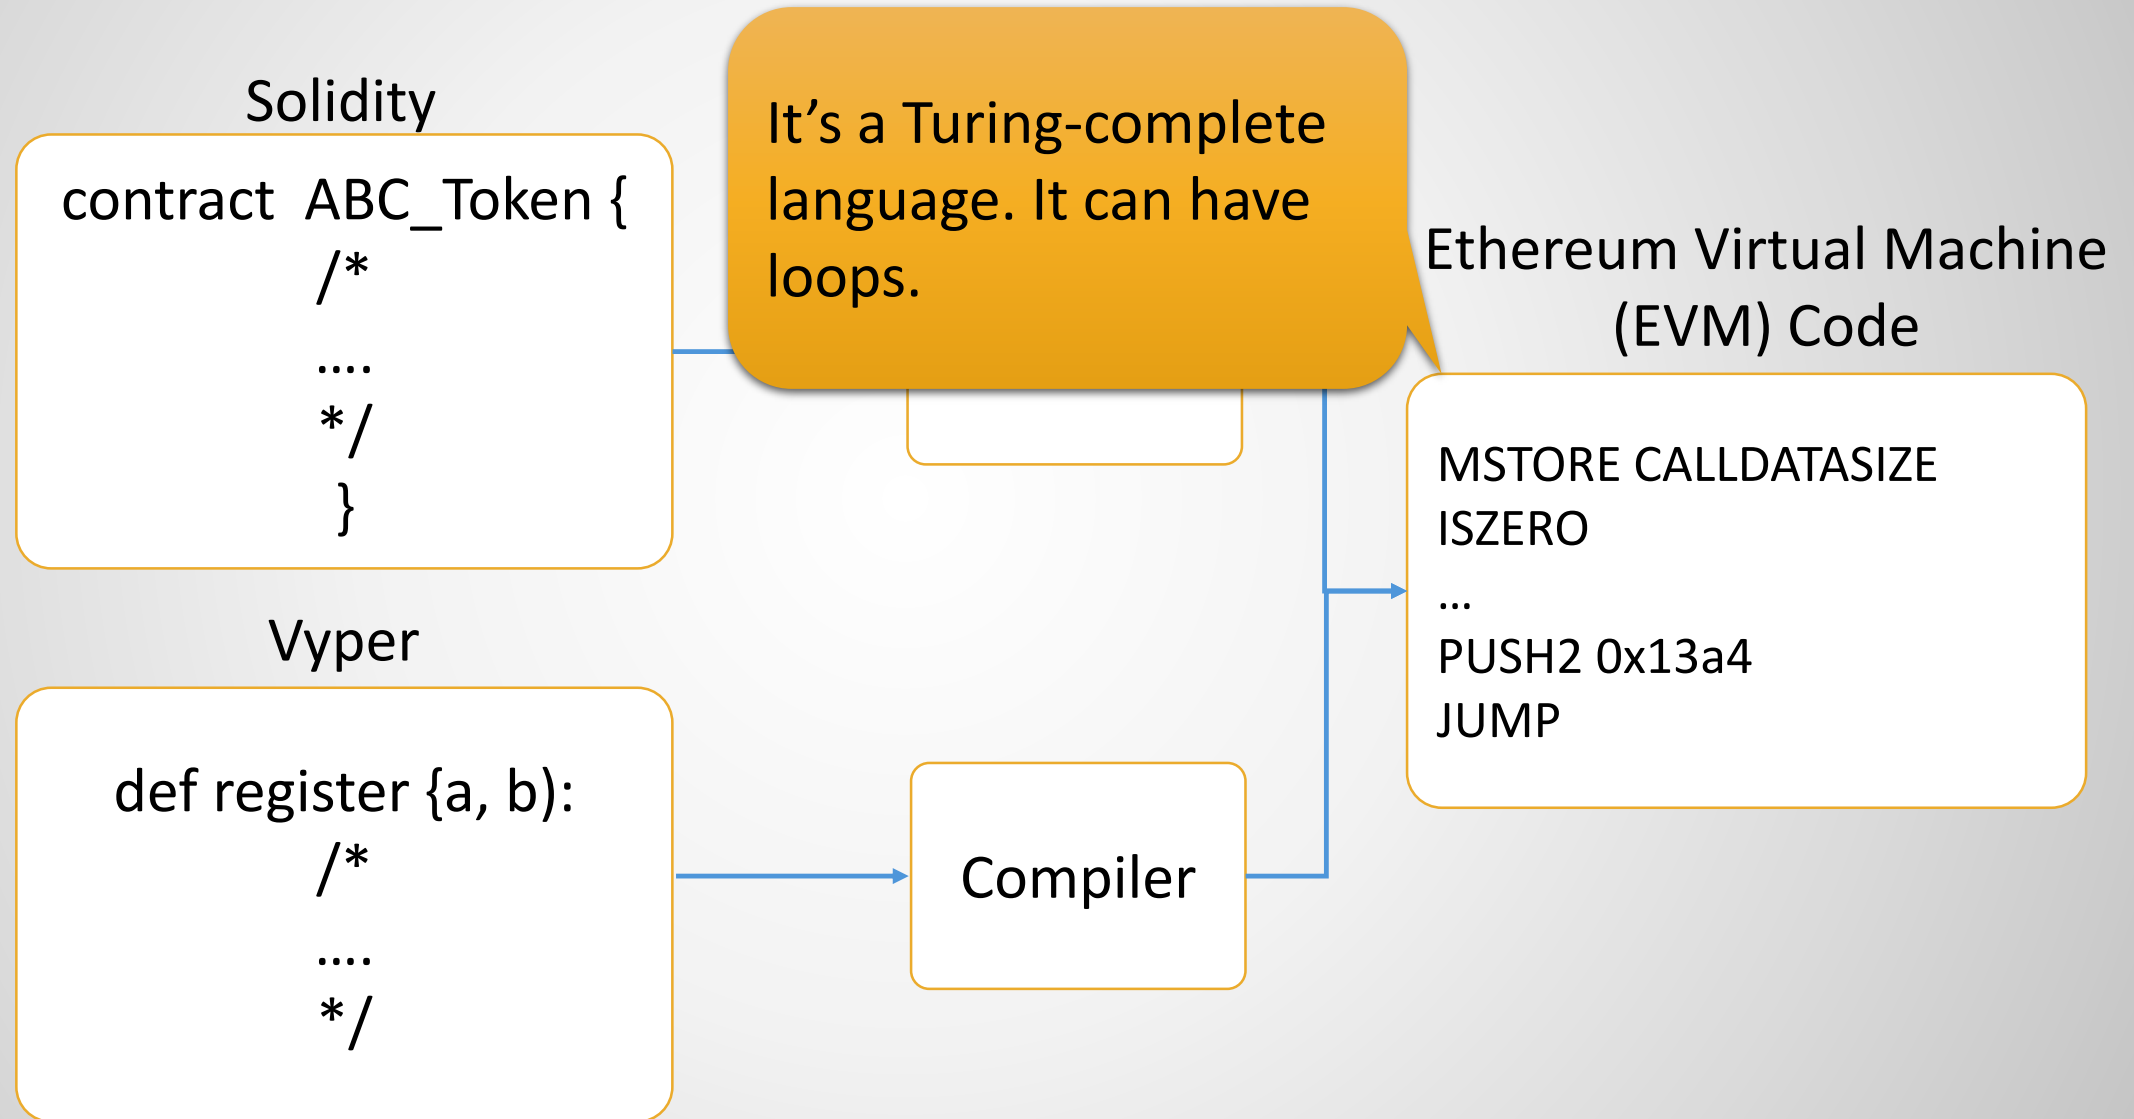 Solidity
contract  ABC_Token {
/*
….
*/
}
It’s a Turing-complete
language. It can have
loops.
Ethereum Virtual Machine
(EVM) Code
MSTORE CALLDATASIZE
ISZERO
…
PUSH2 0x13a4
JUMP
Vyper
def register {a, b):
/*
….
*/
Compiler